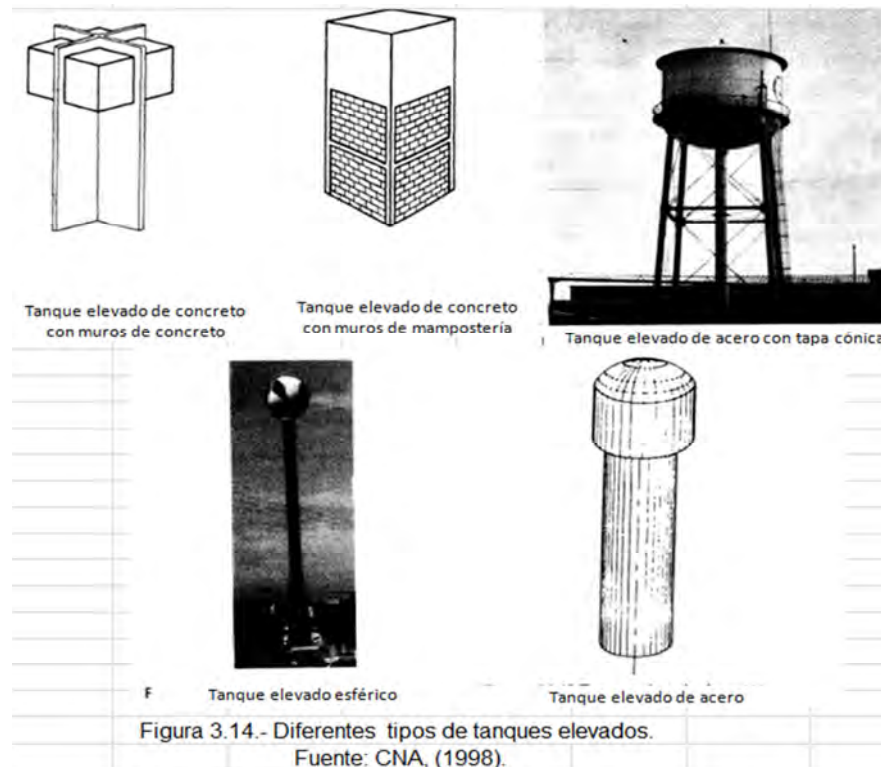 Tanque elevado de concreto
con muros de concreto
Tanque elevado de concreto
con muros de mampostería
Tanque elevado de acero con tapa cónica
Tanque elevado esférico
Tanque elevado de acero
Figura 3.14.- Diferentes tipos de tanques elevados.
Fuente: CNA, (1998).